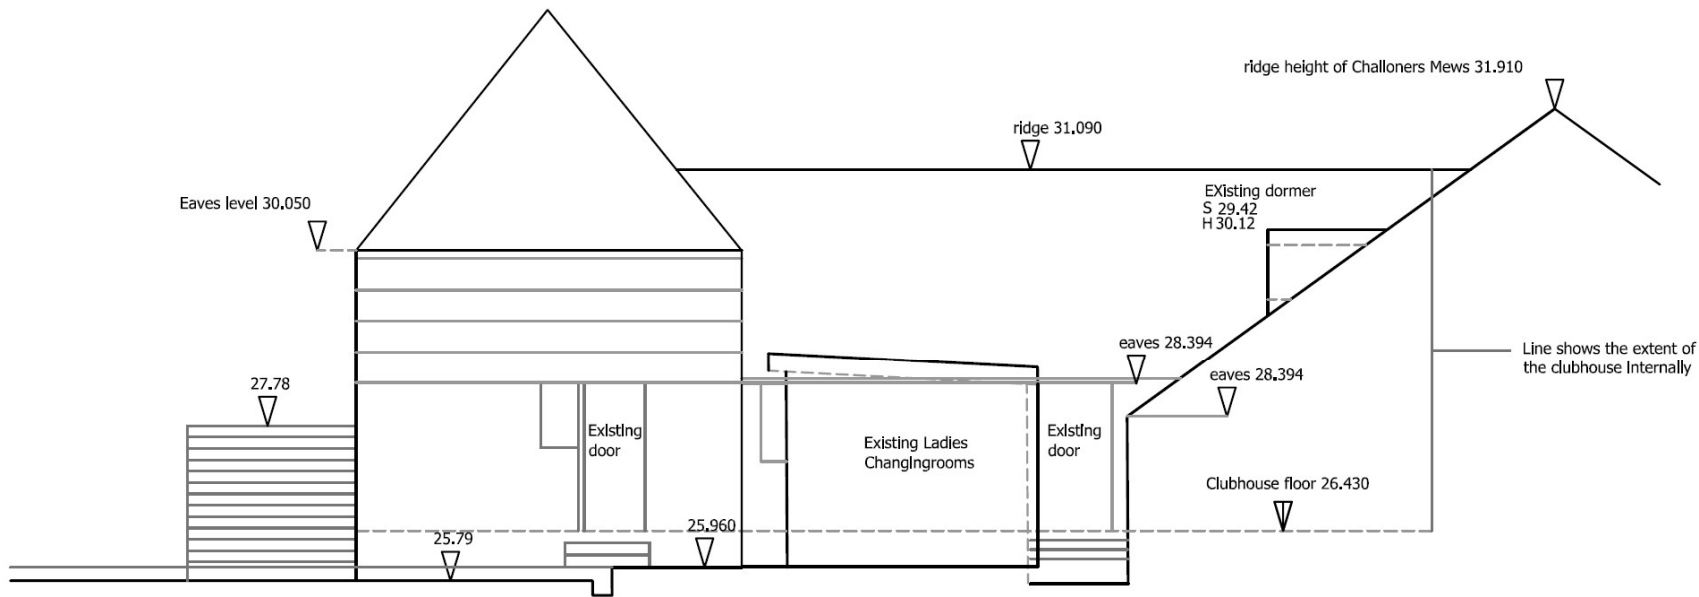 ridge height of Challoners Mews 31.910
ridge 31.090
EXisting dormer
S 29.42
H 30.12
Eaves level 30.050
eaves 28.394
Line shows the extent of
the clubhouse Internally
eaves 28.394
27.78
Existing
door
Existing Ladies
Changingrooms
Existing
door
Clubhouse floor 26.430
25.960
25.79